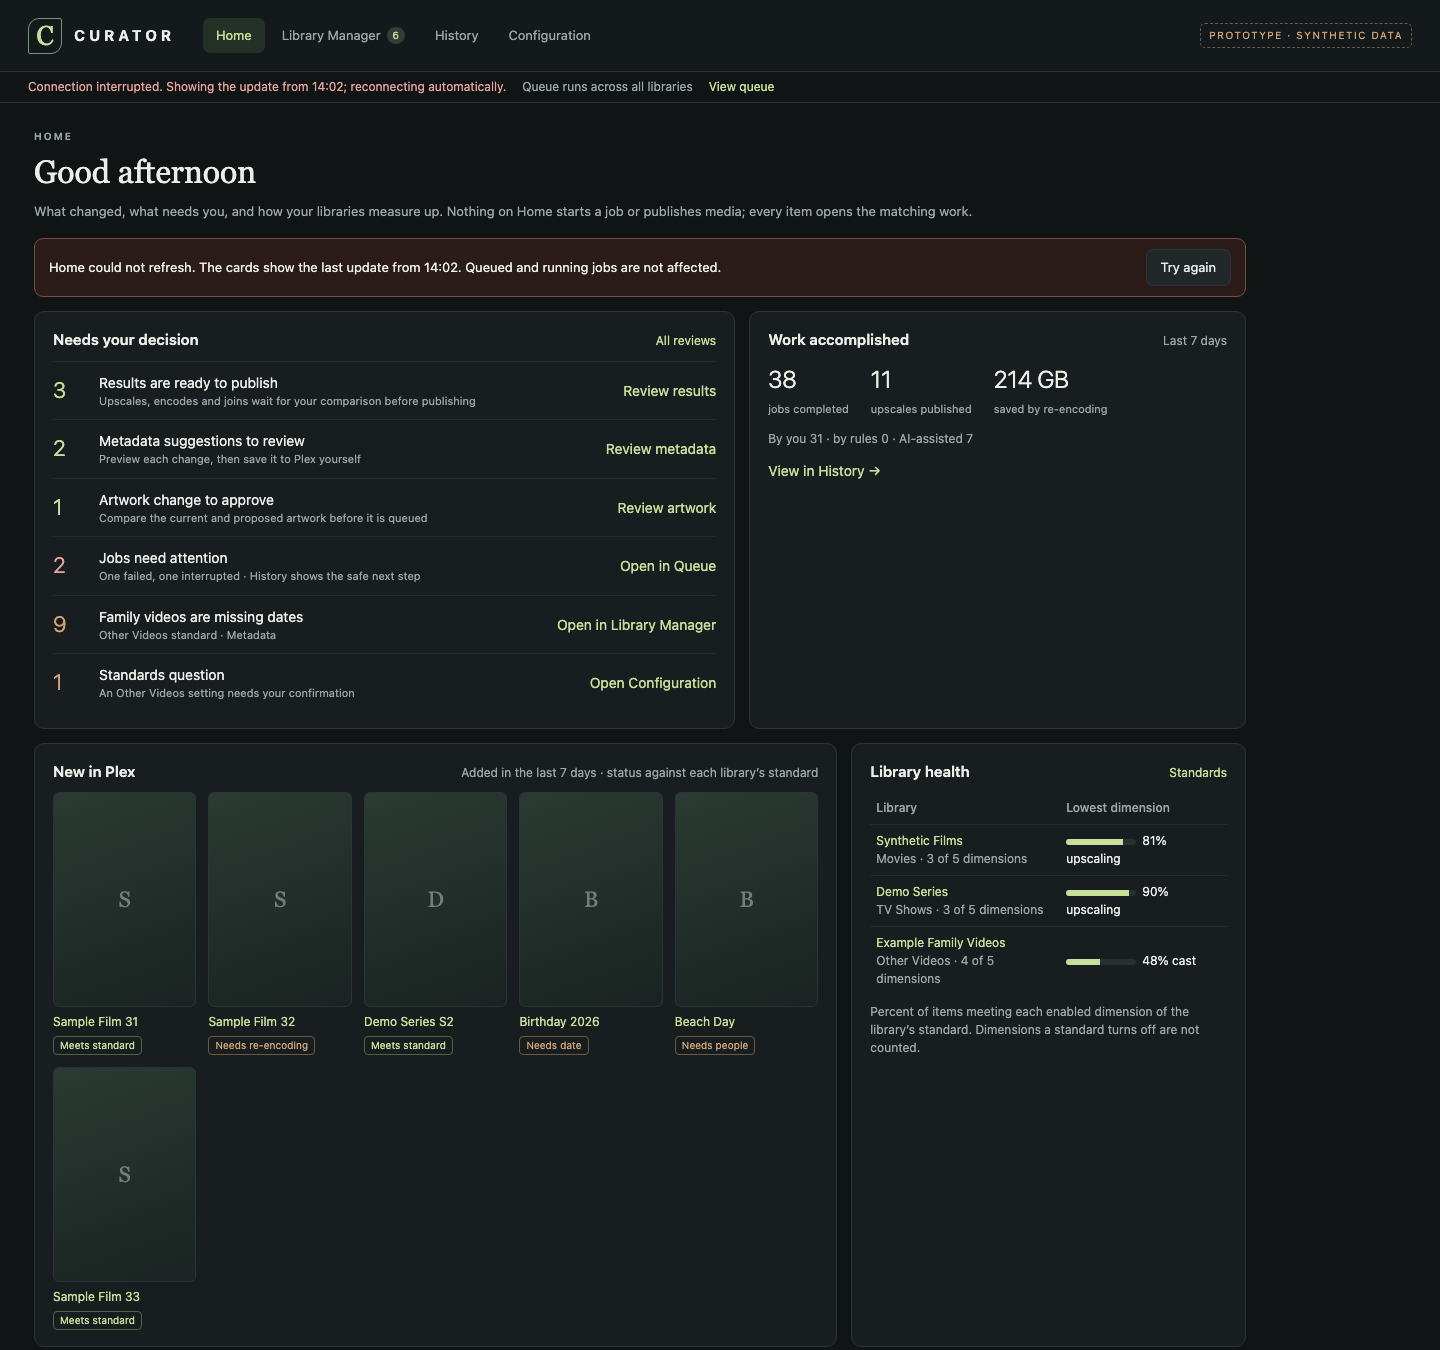 C CURATOR
Home
Library Manager 6
History
Configuration
PROTOTYPE · SYNTHETIC DATA
Connection interrupted. Showing the update from 14:02; reconnecting automatically.
Queue runs across all libraries
View queue
HOME
Good afternoon
What changed, what needs you, and how your libraries measure up. Nothing on Home starts a job or publishes media; every item opens the matching work.
Home could not refresh. The cards show the last update from 14:02. Queued and running jobs are not affected.
Try again
Needs your decision
All reviews
3
Results are ready to publish
Upscales, encodes and joins wait for your comparison before publishing
Review results
2
Metadata suggestions to review
Preview each change, then save it to Plex yourself
Review metadata
1
Artwork change to approve
Compare the current and proposed artwork before it is queued
Review artwork
2
Jobs need attention
One failed, one interrupted · History shows the safe next step
Open in Queue
9
Family videos are missing dates
Other Videos standard · Metadata
Open in Library Manager
1
Standards question
An Other Videos setting needs your confirmation
Open Configuration
Work accomplished
Last 7 days
38
jobs completed
11
upscales published
214 GB
saved by re-encoding
By you 31 · by rules 0 · AI-assisted 7
View in History →
New in Plex
Added in the last 7 days · status against each library’s standard
S
Sample Film 31
Meets standard
S
Sample Film 32
Needs re-encoding
D
Demo Series S2
Meets standard
B
Birthday 2026
Needs date
B
Beach Day
Needs people
S
Sample Film 33
Meets standard
Library health
Standards
Library
Lowest dimension
Synthetic Films
Movies · 3 of 5 dimensions
81%
upscaling
Demo Series
TV Shows · 3 of 5 dimensions
90%
upscaling
Example Family Videos
Other Videos · 4 of 5
dimensions
48% cast
Percent of items meeting each enabled dimension of the
library’s standard. Dimensions a standard turns off are not
counted.